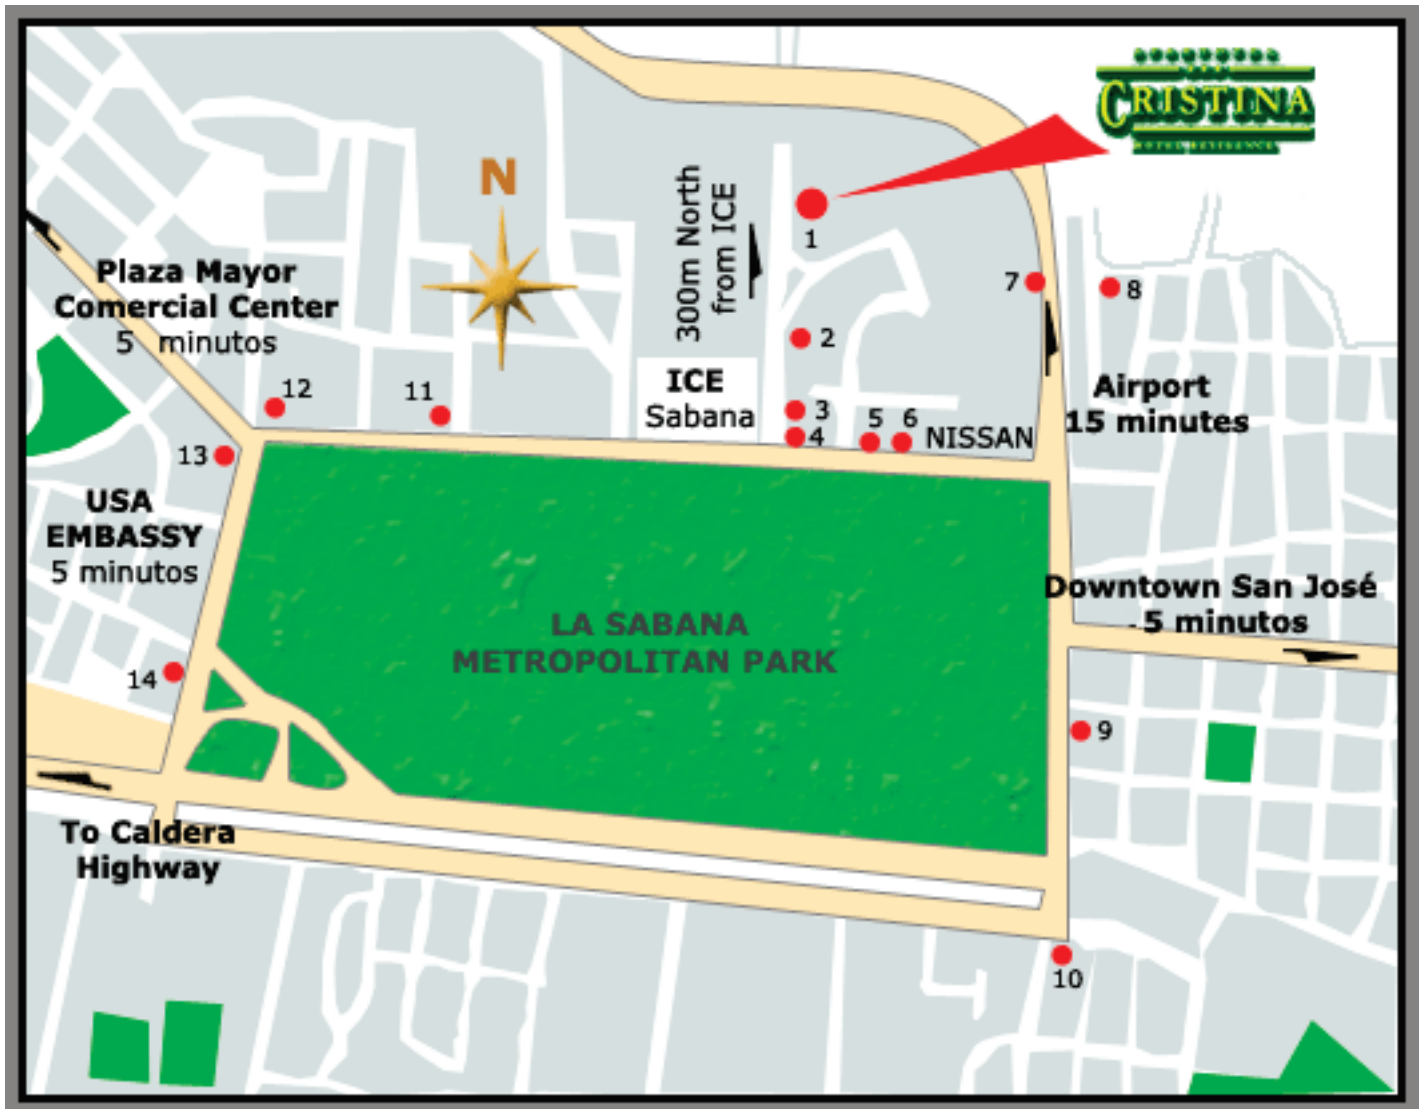 CRISTINA
HOTEL RESIDENCE
N
300m North
from ICE
1
7
8
Plaza Mayor
Comercial Center
5 minutos
2
ICE
Sabana
Airport
15 minutes
12
11
3
4
5
6
NISSAN
13
USA
EMBASSY
5 minutos
Downtown San José
5 minutos
LA SABANA
METROPOLITAN PARK
14
9
To Caldera
Highway
10